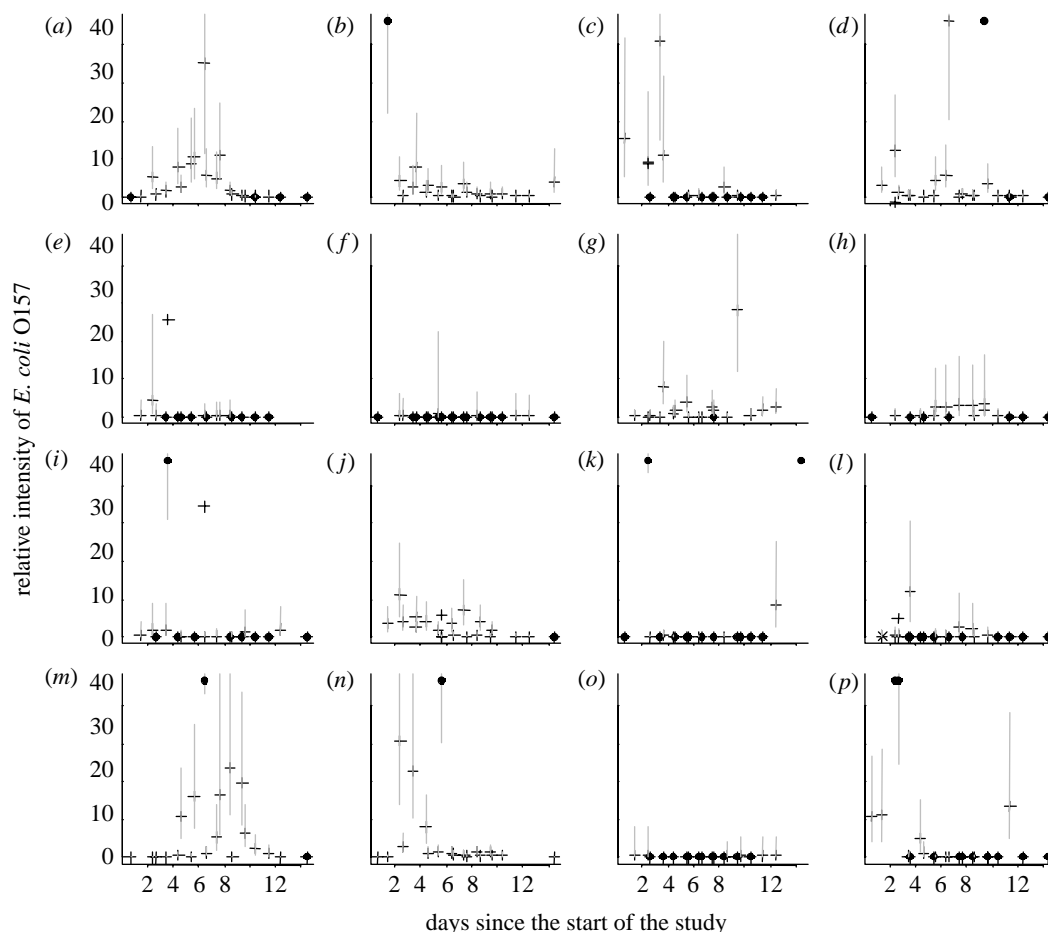 (a) (b) (c) (d)
40
30
20
10
0
(e) (f) (g) (h)
40
30
20
10
0
relative intensity of E. coli O157
(i) (j) (k) (l)
40
30
20
10
0
(m) (n) (o) (p)
40
30
20
10
0
2 4 6 8 12 2 4 6 8 12 2 4 6 8 12 2 4 6 8 12
days since the start of the study